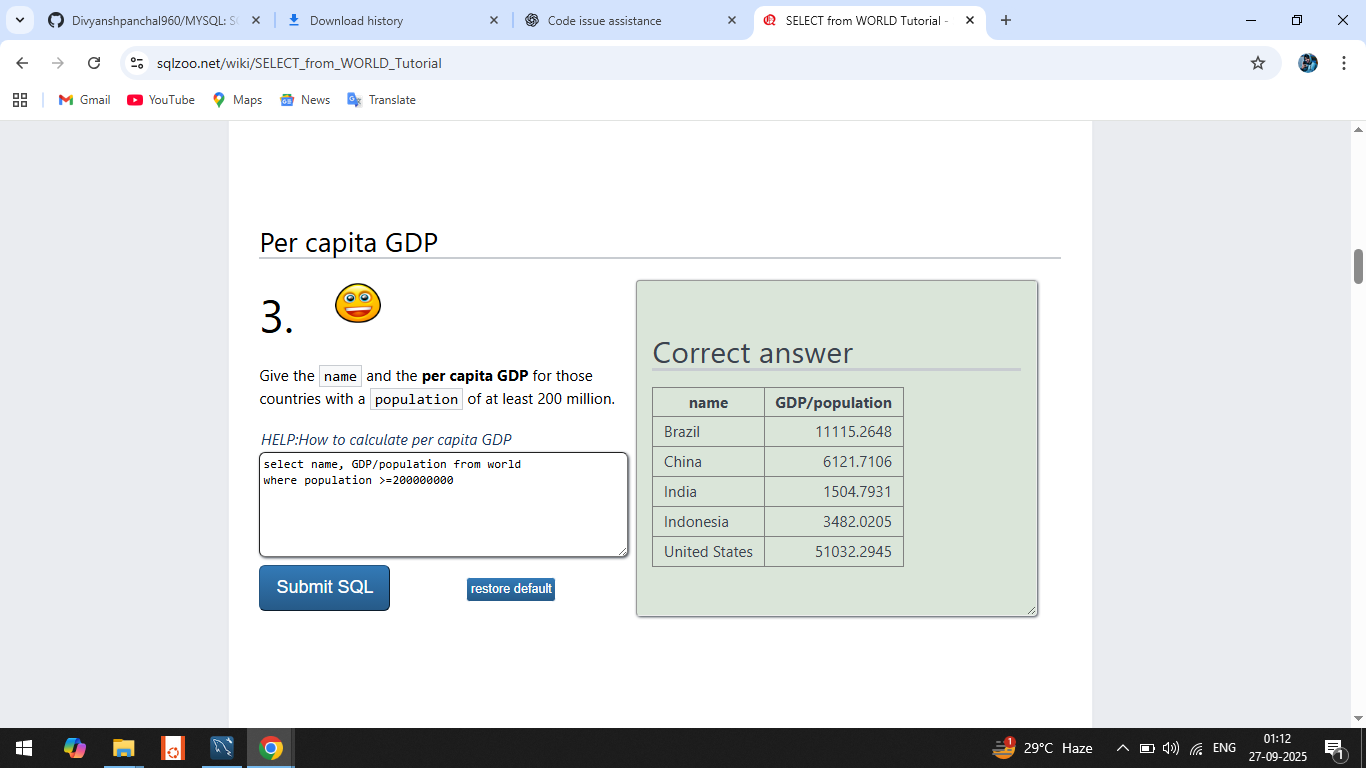 Divyanshpanchal960/MYSQL: S
Download history
Code issue assistance
SELECT from WORLD Tutorial -
sqlzoo.net/wiki/SELECT_from_WORLD_Tutorial
Gmail
YouTube
Maps
News
Translate
Per capita GDP
3.
Give the name and the per capita GDP for those
countries with a population of at least 200 million.
HELP:How to calculate per capita GDP
select name, GDP/population from world
where population >=200000000
Submit SQL
restore default
Correct answer
name GDP/population
Brazil 11115.2648
China 6121.7106
India 1504.7931
Indonesia 3482.0205
United States 51032.2945
1
29°C Haze
ENG
01:12
27-09-2025
1